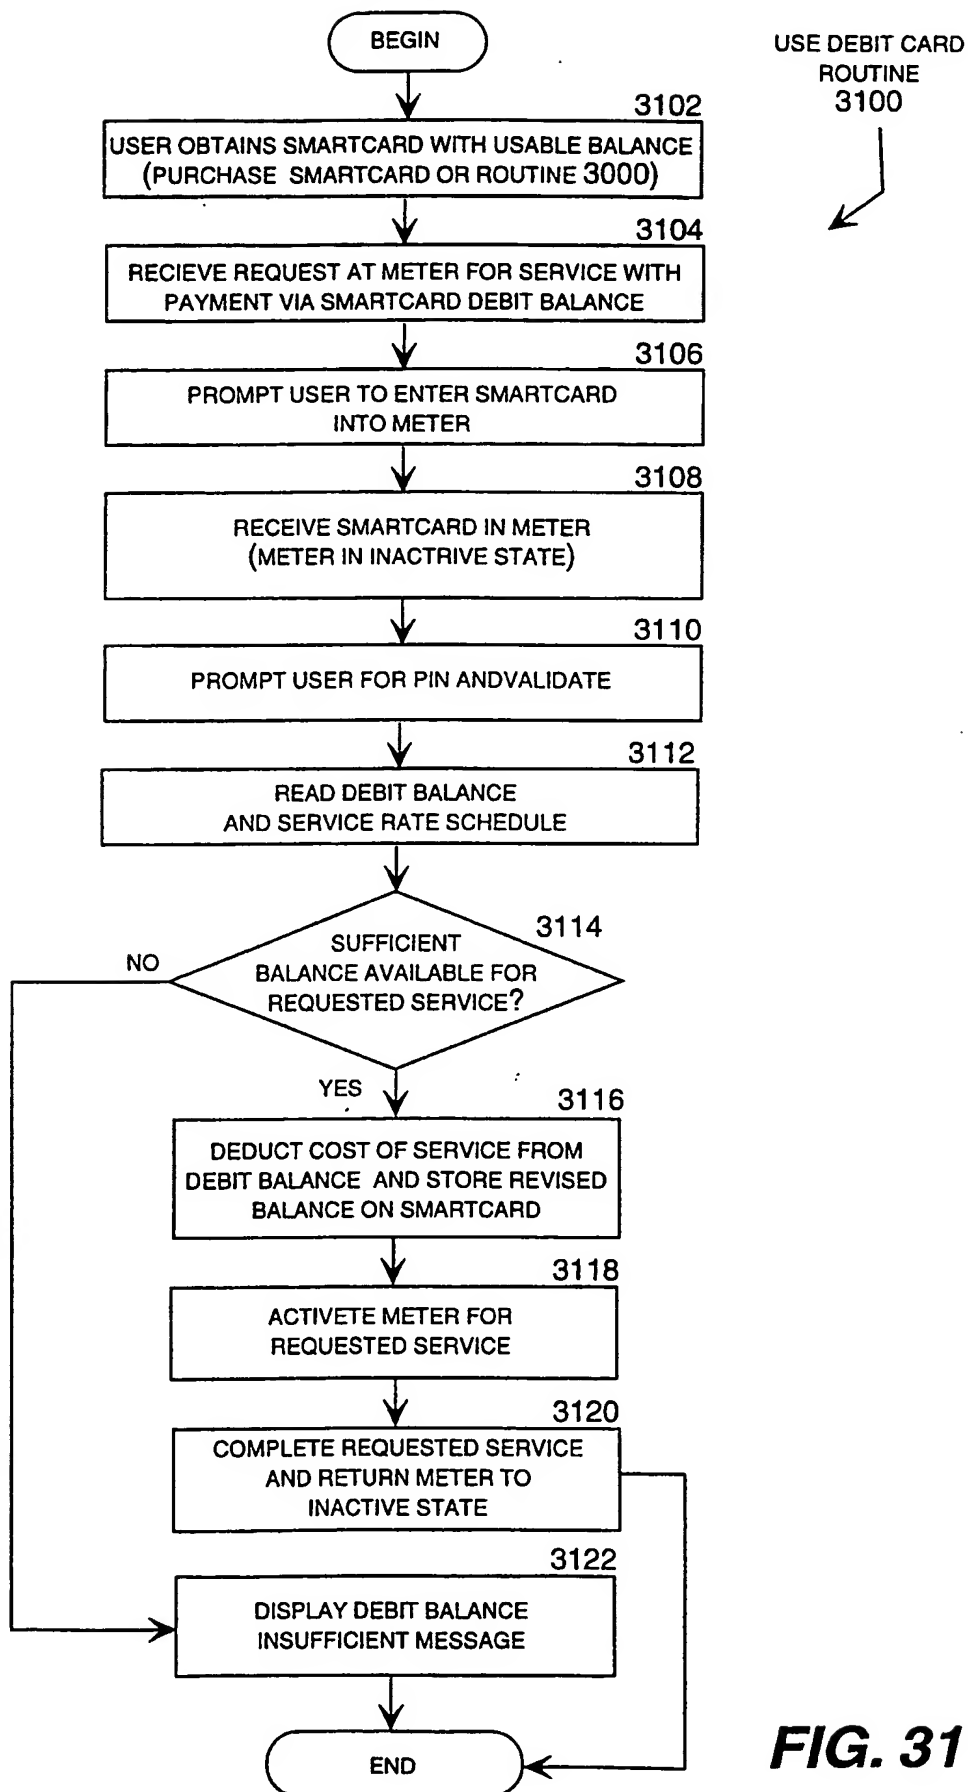 BEGIN
USE DEBIT CARD
ROUTINE
3100
3102
USER OBTAINS SMARTCARD WITH USABLE BALANCE
(PURCHASE SMARTCARD OR ROUTINE 3000)
3104
RECIEVE REQUEST AT METER FOR SERVICE WITH
PAYMENT VIA SMARTCARD DEBIT BALANCE
3106
PROMPT USER TO ENTER SMARTCARD
INTO METER
3108
RECEIVE SMARTCARD IN METER
(METER IN INACTRIVE STATE)
3110
PROMPT USER FOR PIN ANDVALIDATE
3112
READ DEBIT BALANCE
AND SERVICE RATE SCHEDULE
3114
SUFFICIENT
BALANCE AVAILABLE FOR
REQUESTED SERVICE?
NO
YES
3116
DEDUCT COST OF SERVICE FROM
DEBIT BALANCE AND STORE REVISED
BALANCE ON SMARTCARD
3118
ACTIVETE METER FOR
REQUESTED SERVICE
3120
COMPLETE REQUESTED SERVICE
AND RETURN METER TO
INACTIVE STATE
3122
DISPLAY DEBIT BALANCE
INSUFFICIENT MESSAGE
END
FIG. 31